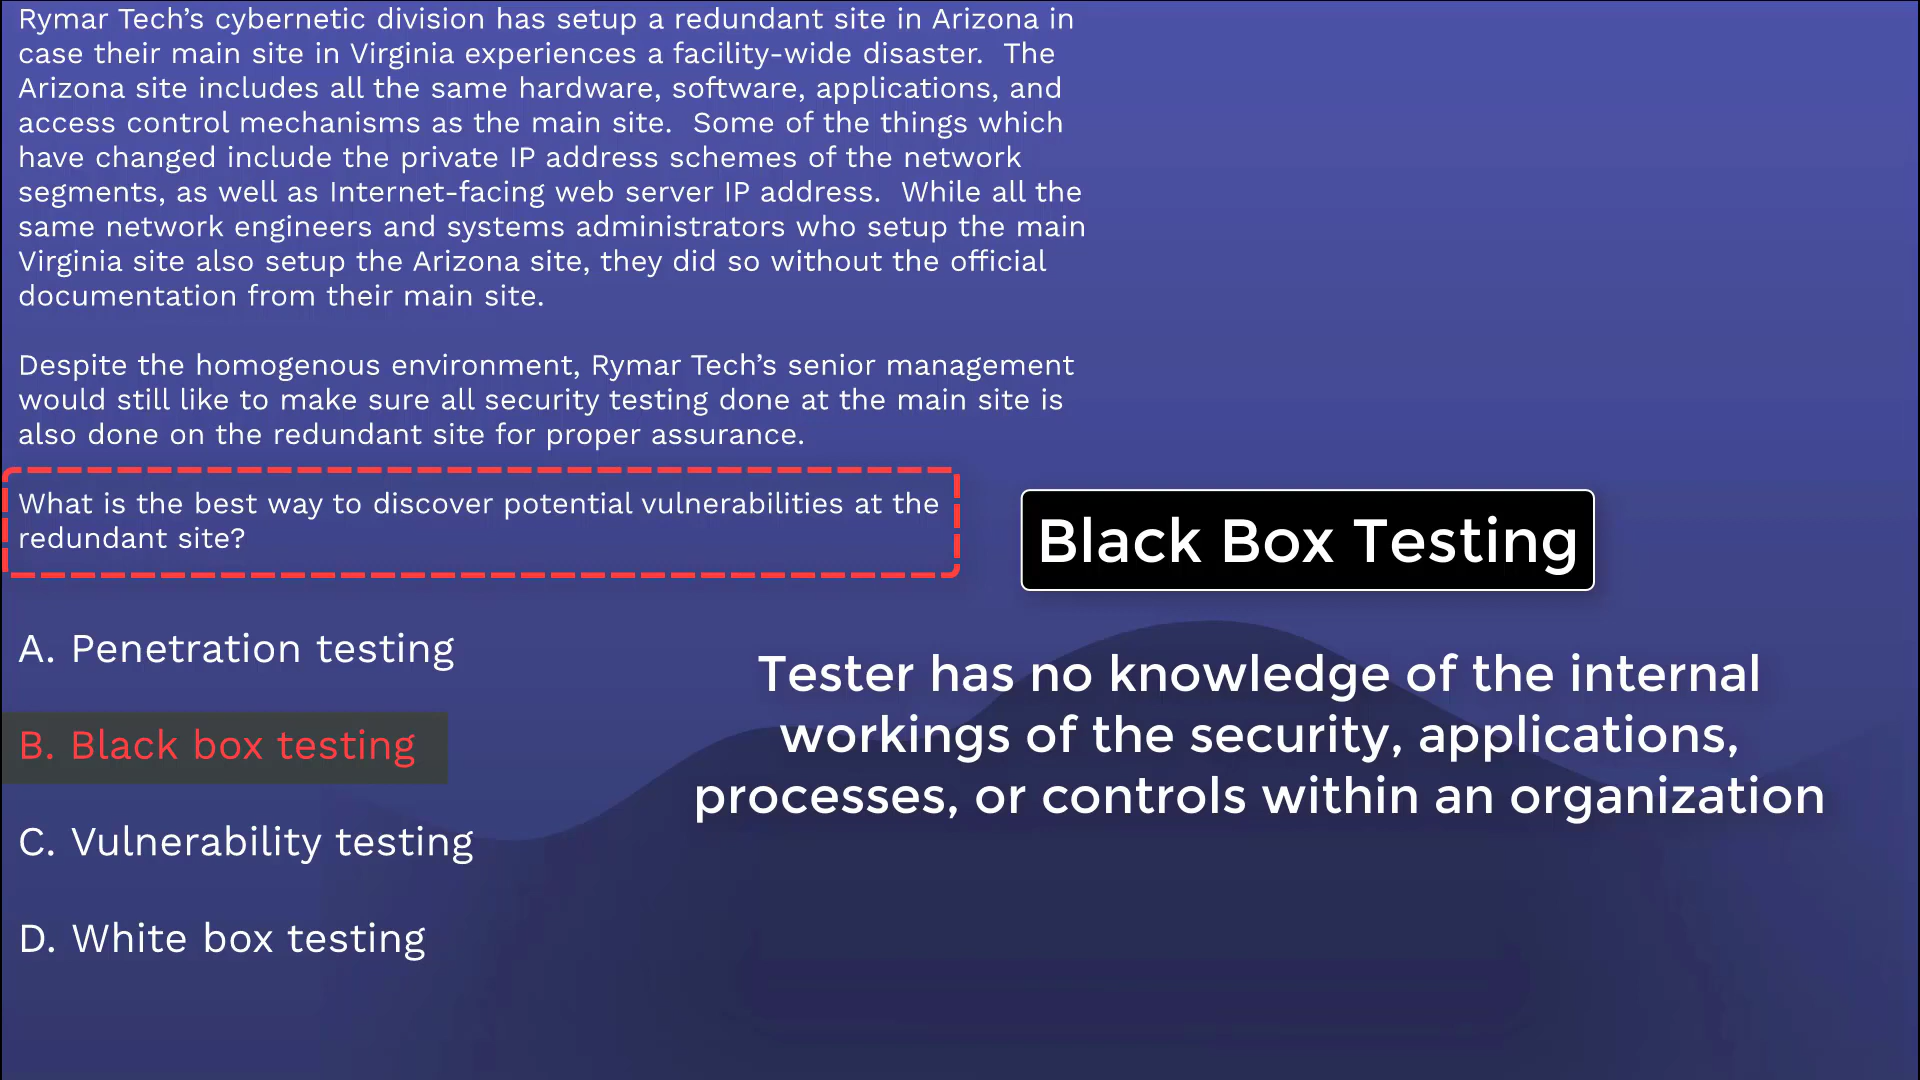 Rymar Tech’s cybernetic division has setup a redundant site in Arizona in
case their main site in Virginia experiences a facility-wide disaster.  The
Arizona site includes all the same hardware, software, applications, and
access control mechanisms as the main site.  Some of the things which
have changed include the private IP address schemes of the network
segments, as well as Internet-facing web server IP address.  While all the
same network engineers and systems administrators who setup the main
Virginia site also setup the Arizona site, they did so without the official
documentation from their main site.
Despite the homogenous environment, Rymar Tech’s senior management
would still like to make sure all security testing done at the main site is
also done on the redundant site for proper assurance.
What is the best way to discover potential vulnerabilities at the
redundant site?
A. Penetration testing
B. Black box testing
C. Vulnerability testing
D. White box testing
Black Box Testing
Tester has no knowledge of the internal
workings of the security, applications,
processes, or controls within an organization